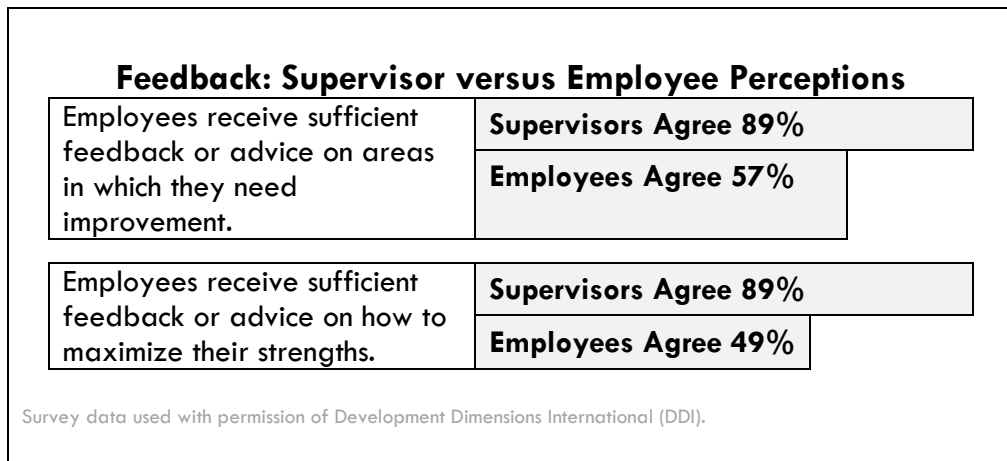 Feedback: Supervisor versus Employee Perceptions
Employees receive sufficient
feedback or advice on areas
in which they need
improvement.
Supervisors Agree 89%
Employees Agree 57%
Employees receive sufficient
feedback or advice on how to
maximize their strengths.
Supervisors Agree 89%
Employees Agree 49%
Survey data used with permission of Development Dimensions International (DDI).